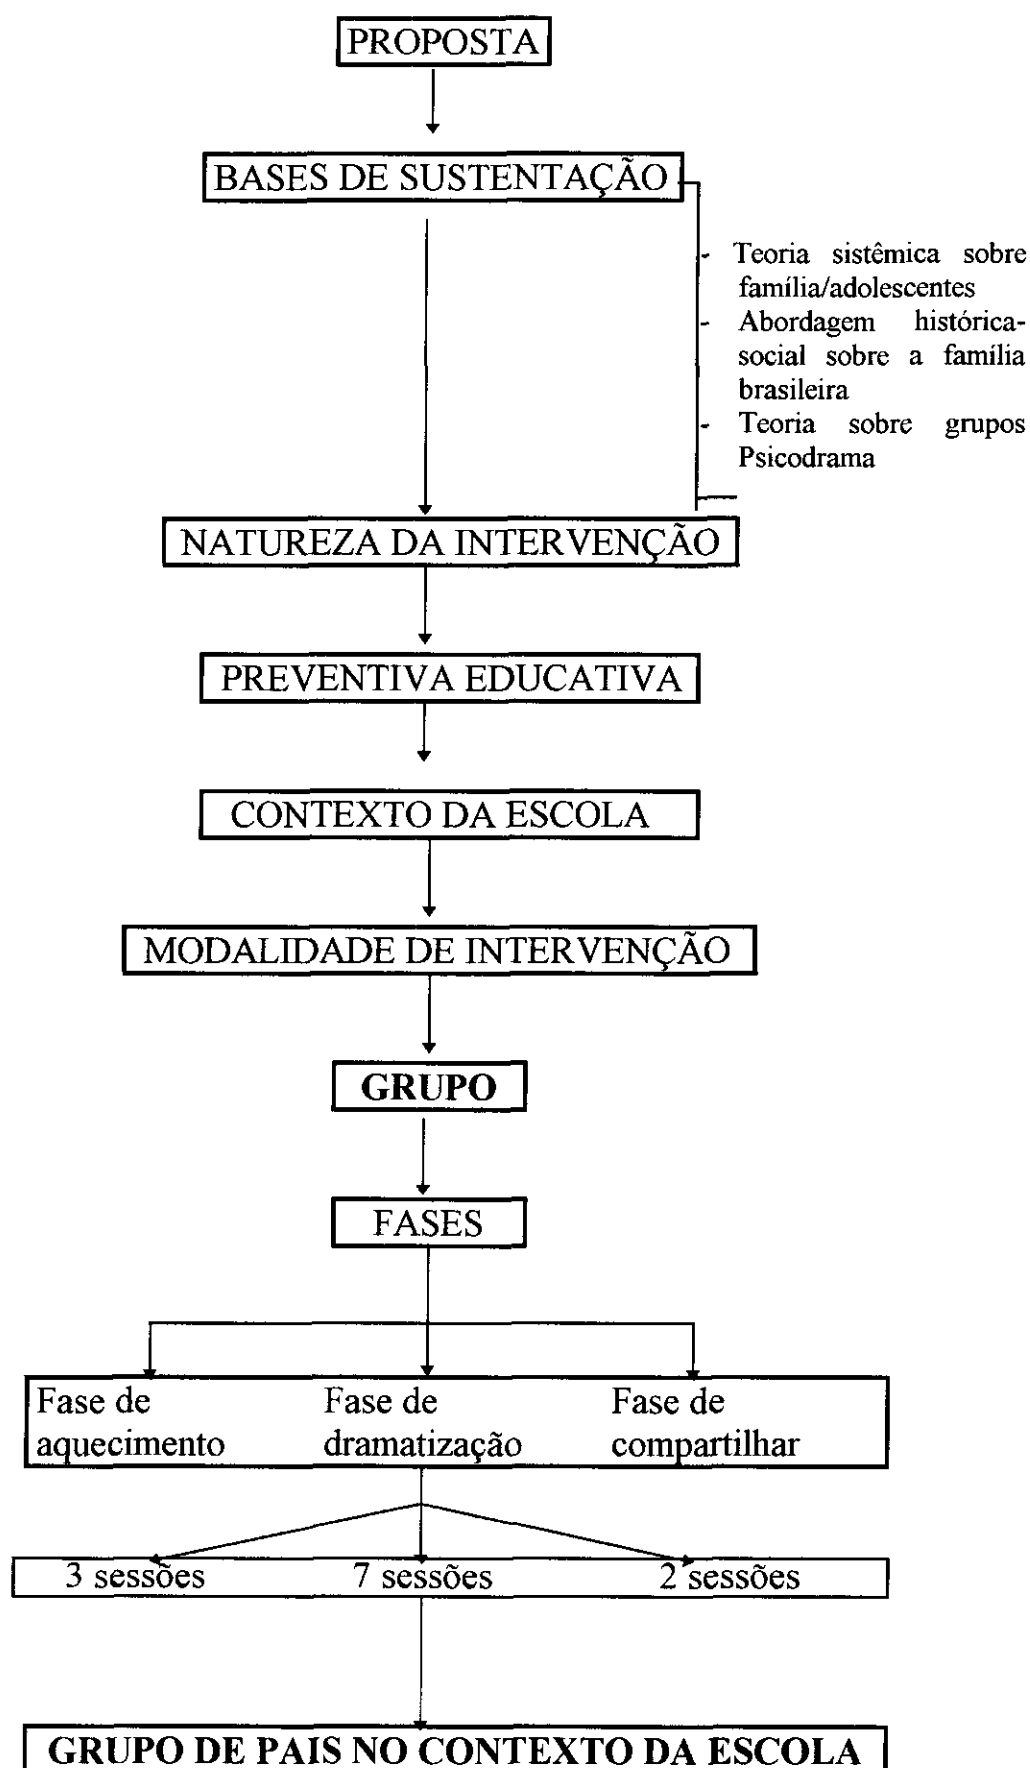 PROPOSTA
BASES DE SUSTENTAÇÃO
- Teoria sistêmica sobre
família/adolescentes
- Abordagem histórica-
social sobre a família
brasileira
- Teoria sobre grupos
Psicodrama
NATUREZA DA INTERVENÇÃO
PREVENTIVA EDUCATIVA
CONTEXTO DA ESCOLA
MODALIDADE DE INTERVENÇÃO
GRUPO
FASES
Fase de
aquecimento
Fase de
dramatização
Fase de
compartilhar
3 sessões 7 sessões 2 sessões
GRUPO DE PAIS NO CONTEXTO DA ESCOLA